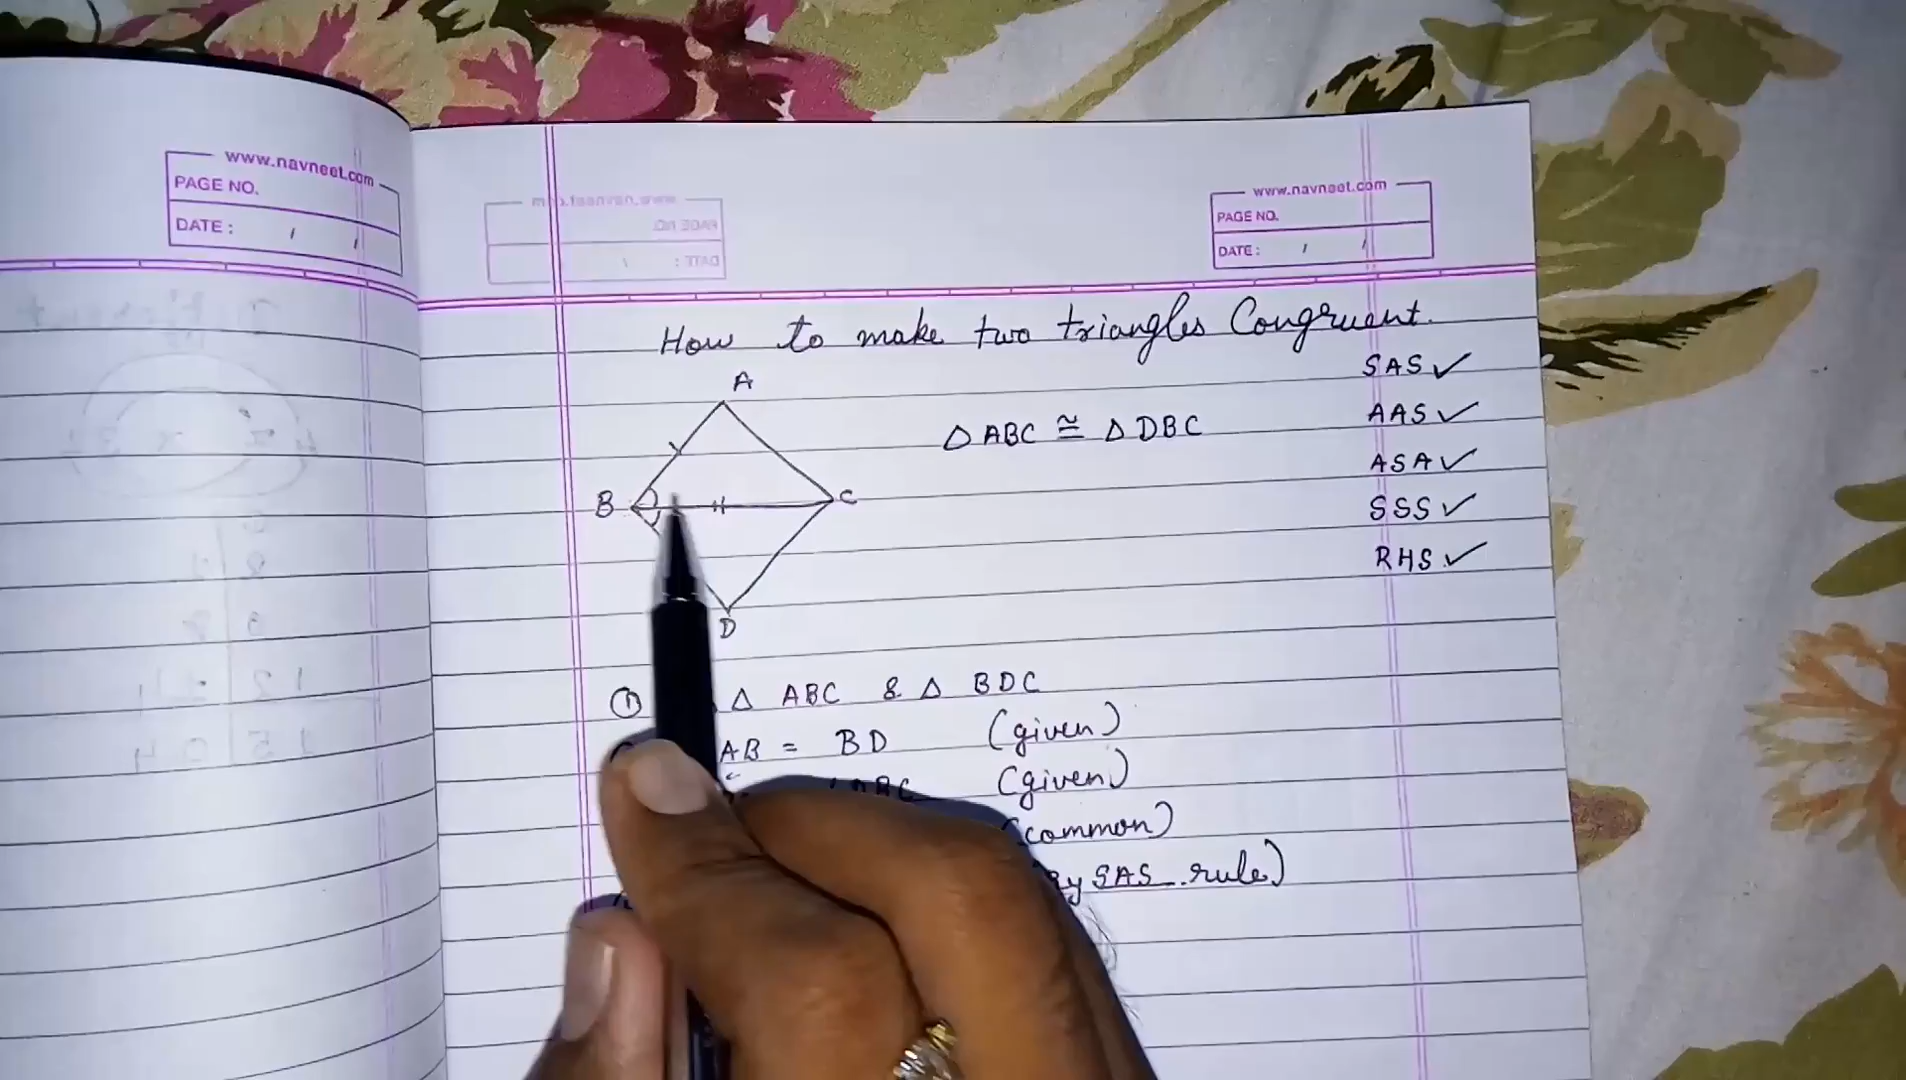 www.navneet.com
PAGE NO.
DATE : / /
www.navneet.com
PAGE NO.
DATE : / /
How to make two triangles Congruent.
SAS ✓
AAS ✓
ASA ✓
SSS ✓
RHS ✓
A
B
C
D
△ ABC ≅ △ DBC
① △ ABC & △ BDC
AB = BD (given)
(given)
(common)
SAS rule)